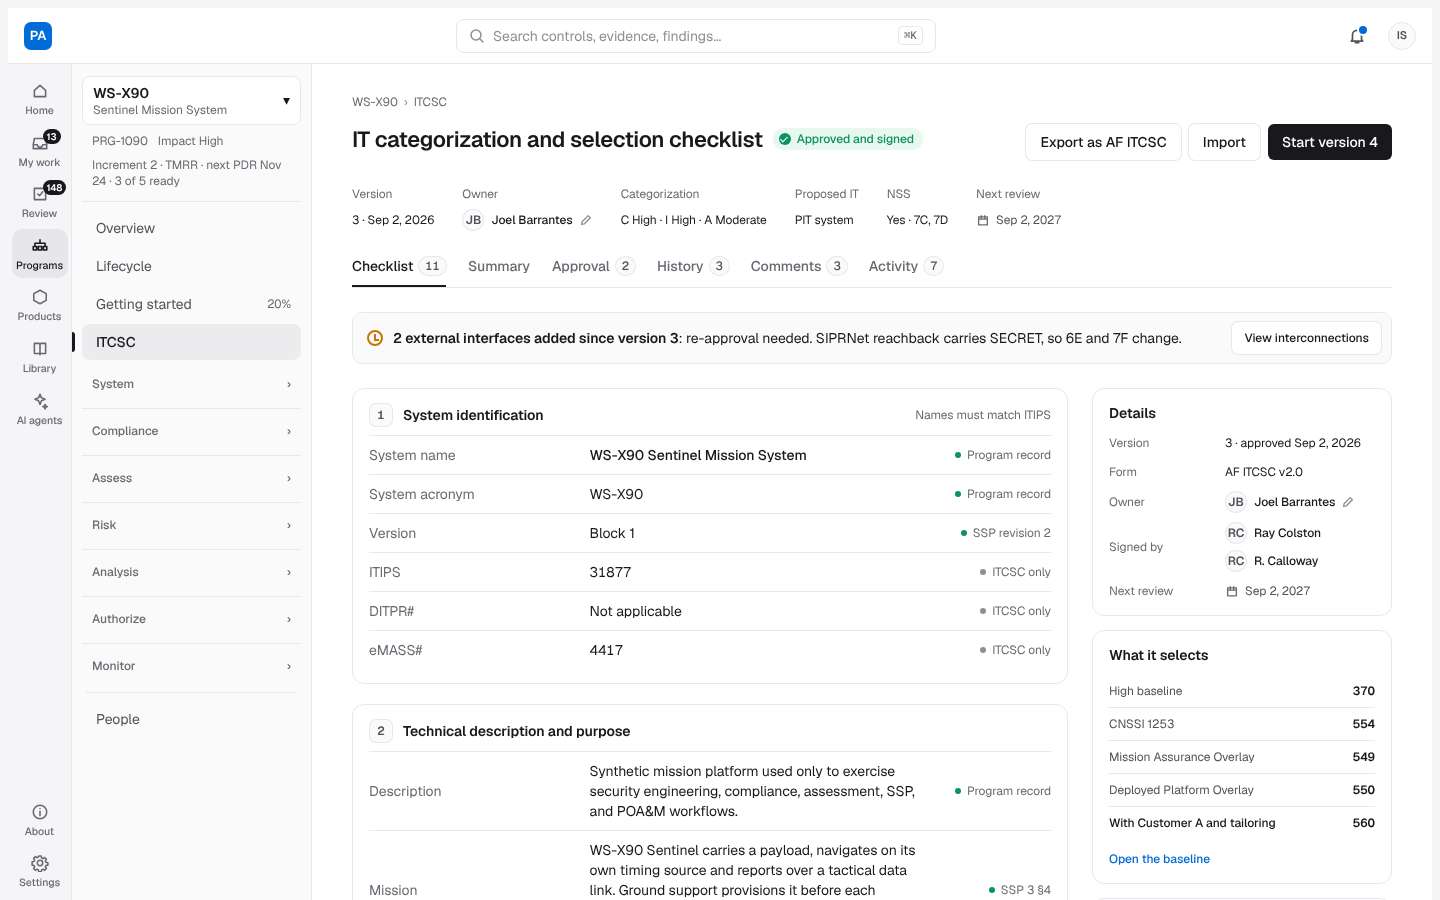 PA
Search controls, evidence, findings...
⌘K
IS
Home
13
My work
148
Review
Programs
Products
Library
AI agents
About
Settings
WS-X90
Sentinel Mission System
PRG-1090 Impact High
Increment 2 · TMRR · next PDR Nov
24 · 3 of 5 ready
Overview
Lifecycle
Getting started 20%
ITCSC
System
Compliance
Assess
Risk
Analysis
Authorize
Monitor
People
WS-X90 › ITCSC
IT categorization and selection checklist
Approved and signed
Export as AF ITCSC
Import
Start version 4
Version
3 · Sep 2, 2026
Owner
JB Joel Barrantes
Categorization
C High · I High · A Moderate
Proposed IT
PIT system
NSS
Yes · 7C, 7D
Next review
Sep 2, 2027
Checklist 11
Summary
Approval 2
History 3
Comments 3
Activity 7
2 external interfaces added since version 3: re-approval needed. SIPRNet reachback carries SECRET, so 6E and 7F change.
View interconnections
1 System identification
Names must match ITIPS
System name WS-X90 Sentinel Mission System Program record
System acronym WS-X90 Program record
Version Block 1 SSP revision 2
ITIPS 31877 ITCSC only
DITPR# Not applicable ITCSC only
eMASS# 4417 ITCSC only
2 Technical description and purpose
Description
Synthetic mission platform used only to exercise
security engineering, compliance, assessment, SSP,
and POA&M workflows.
Program record
Mission
WS-X90 Sentinel carries a payload, navigates on its
own timing source and reports over a tactical data
link. Ground support provisions it before each
SSP 3 §4
Details
Version 3 · approved Sep 2, 2026
Form AF ITCSC v2.0
Owner JB Joel Barrantes
Signed by
RC Ray Colston
RC R. Calloway
Next review Sep 2, 2027
What it selects
High baseline 370
CNSSI 1253 554
Mission Assurance Overlay 549
Deployed Platform Overlay 550
With Customer A and tailoring 560
Open the baseline